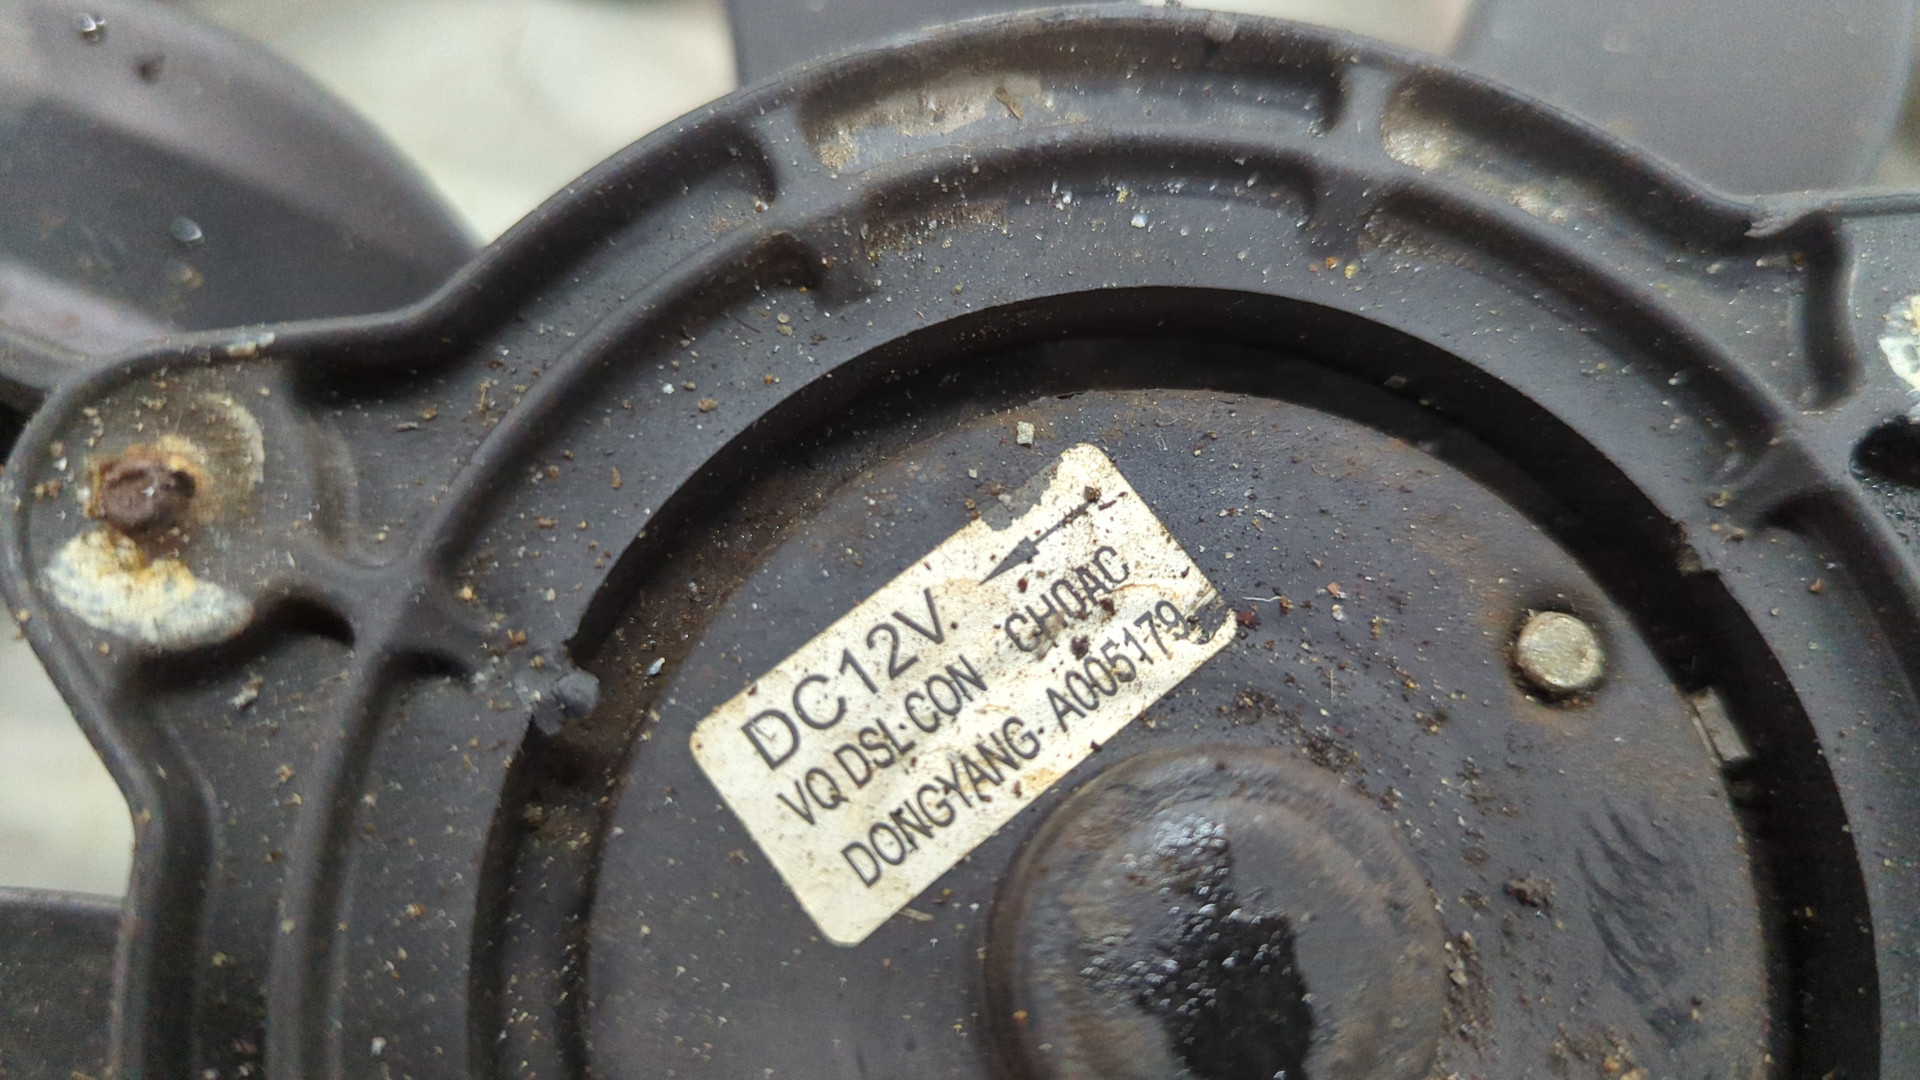 DC12V
VQ DSL CON CHOAC
DONGYANG A005179